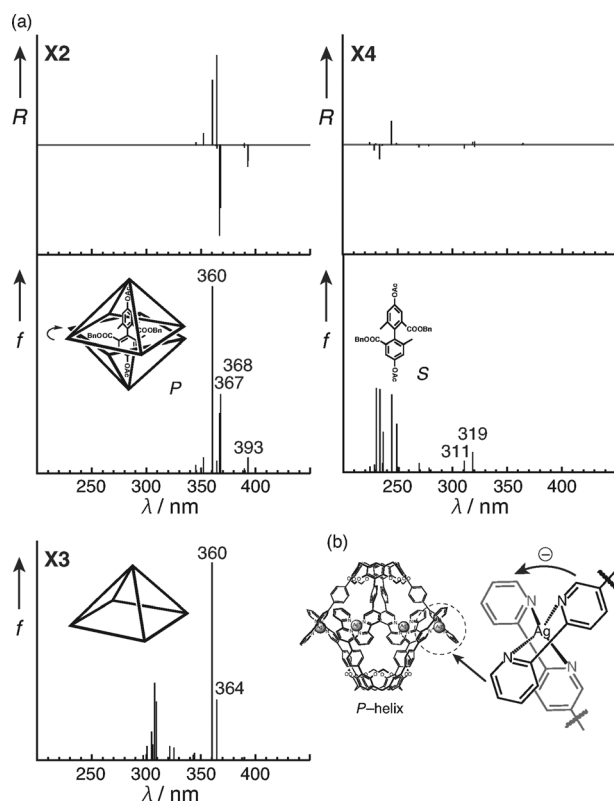 (a)
X2
X4
R
R
360
OAc
BnOOC
COOBn
OAc
P
368
367
393
f
OAc
COOBn
BnOOC
OAc
S
319
311
f
250 300 350 400
λ / nm
250 300 350 400
λ / nm
X3
360
364
f
250 300 350 400
λ / nm
(b)
P–helix
⊖
N
N
Ag
N
N